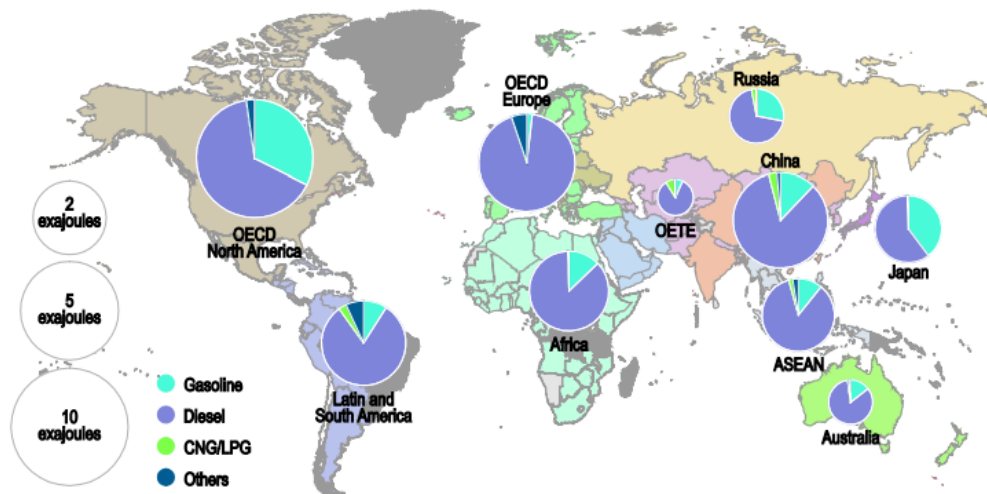 OECD
Europe
Russia
China
2
exajoules
OETE
OECD
North America
Japan
5
exajoules
Africa
ASEAN
Gasoline
Latin and
South America
Diesel
10
exajoules
Australia
CNG/LPG
Others